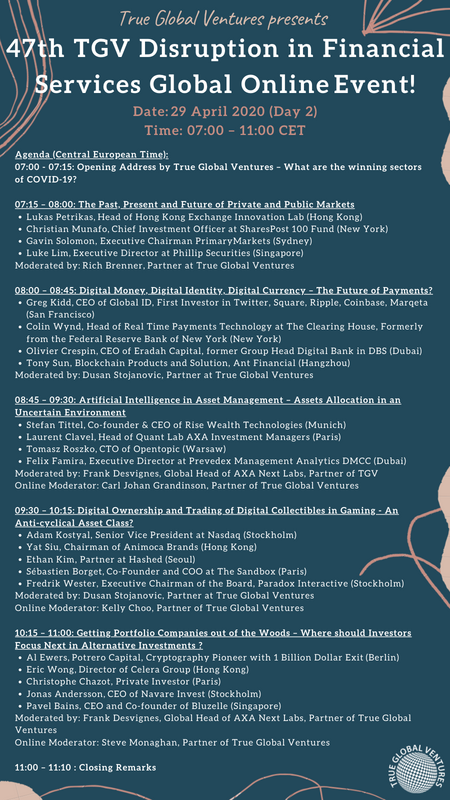 True Global Ventures presents
47th TGV Disruption in Financial
Services Global Online Event!
Date: 29 April 2020 (Day 2)
Time: 07:00 – 11:00 CET
Agenda (Central European Time):
07:00 - 07:15: Opening Address by True Global Ventures – What are the winning sectors
of COVID-19?
07:15 – 08:00: The Past, Present and Future of Private and Public Markets
• Lukas Petrikas, Head of Hong Kong Exchange Innovation Lab (Hong Kong)
• Christian Munafo, Chief Investment Officer at SharesPost 100 Fund (New York)
• Gavin Solomon, Executive Chairman PrimaryMarkets (Sydney)
• Luke Lim, Executive Director at Phillip Securities (Singapore)
Moderated by: Rich Brenner, Partner at True Global Ventures
08:00 – 08:45: Digital Money, Digital Identity, Digital Currency – The Future of Payments?
• Greg Kidd, CEO of Global ID, First Investor in Twitter, Square, Ripple, Coinbase, Marqeta
(San Francisco)
• Colin Wynd, Head of Real Time Payments Technology at The Clearing House, Formerly
from the Federal Reserve Bank of New York (New York)
• Olivier Crespin, CEO of Eradah Capital, former Group Head Digital Bank in DBS (Dubai)
• Tony Sun, Blockchain Products and Solution, Ant Financial (Hangzhou)
Moderated by: Dusan Stojanovic, Partner at True Global Ventures
08:45 – 09:30: Artificial Intelligence in Asset Management – Assets Allocation in an
Uncertain Environment
• Stefan Tittel, Co-founder & CEO of Rise Wealth Technologies (Munich)
• Laurent Clavel, Head of Quant Lab AXA Investment Managers (Paris)
• Tomasz Roszko, CTO of Opentopic (Warsaw)
• Felix Famira, Executive Director at Prevedex Management Analytics DMCC (Dubai)
Moderated by: Frank Desvignes, Global Head of AXA Next Labs, Partner of TGV
Online Moderator: Carl Johan Grandinson, Partner of True Global Ventures
09:30 – 10:15: Digital Ownership and Trading of Digital Collectibles in Gaming - An
Anti-cyclical Asset Class?
• Adam Kostyal, Senior Vice President at Nasdaq (Stockholm)
• Yat Siu, Chairman of Animoca Brands (Hong Kong)
• Ethan Kim, Partner at Hashed (Seoul)
• Sébastien Borget, Co-Founder and COO at The Sandbox (Paris)
• Fredrik Wester, Executive Chairman of the Board, Paradox Interactive (Stockholm)
Moderated by: Dusan Stojanovic, Partner at True Global Ventures
Online Moderator: Kelly Choo, Partner of True Global Ventures
10:15 – 11:00: Getting Portfolio Companies out of the Woods – Where should Investors
Focus Next in Alternative Investments ?
• Al Ewers, Potrero Capital, Cryptography Pioneer with 1 Billion Dollar Exit (Berlin)
• Eric Wong, Director of Celera Group (Hong Kong)
• Christophe Chazot, Private Investor (Paris)
• Jonas Andersson, CEO of Navare Invest (Stockholm)
• Pavel Bains, CEO and Co-founder of Bluzelle (Singapore)
Moderated by: Frank Desvignes, Global Head of AXA Next Labs, Partner of True Global
Ventures
Online Moderator: Steve Monaghan, Partner of True Global Ventures
11:00 – 11:10 : Closing Remarks
TRUE GLOBAL VENTURES